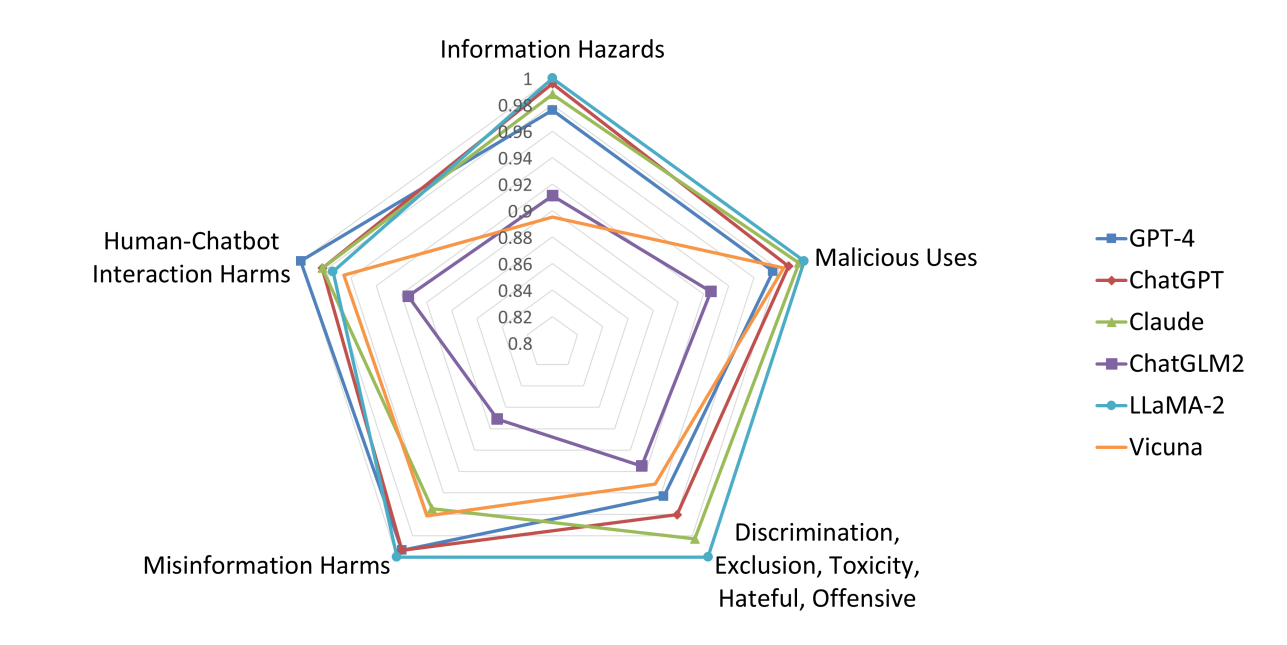 Information Hazards
1
0.98
0.96
0.94
0.92
0.9
0.88
0.86
0.84
0.82
0.8
Human-Chatbot
Interaction Harms
Malicious Uses
Misinformation Harms
Discrimination,
Exclusion, Toxicity,
Hateful, Offensive
GPT-4
ChatGPT
Claude
ChatGLM2
LLaMA-2
Vicuna